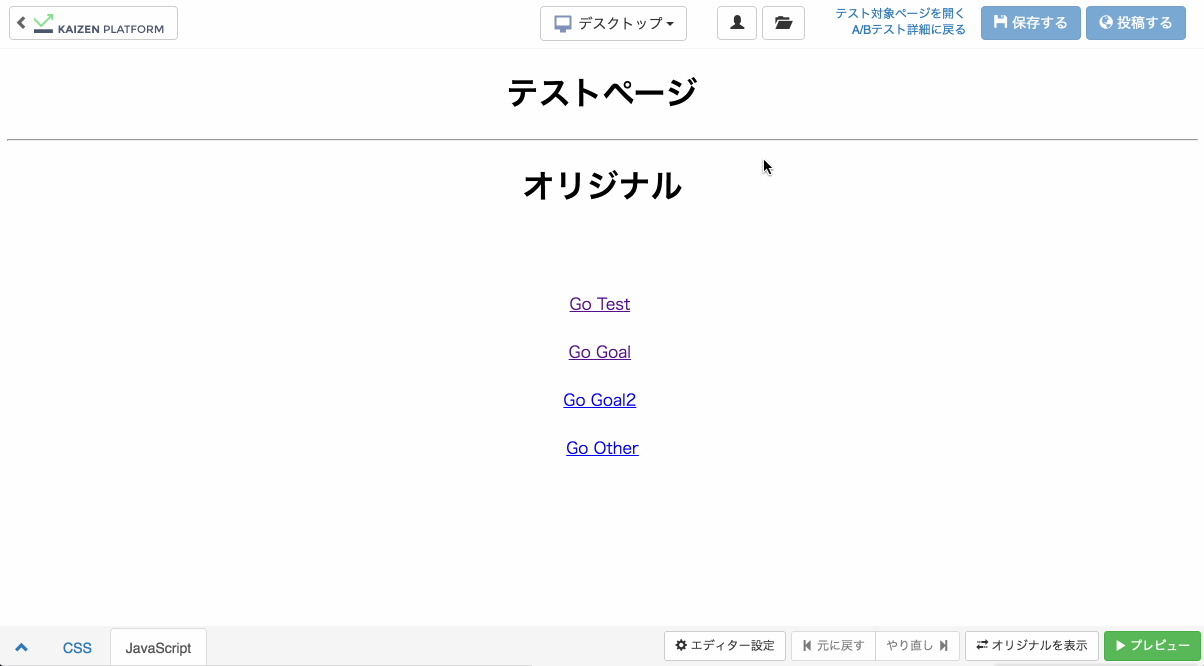 KAIZEN PLATFORM
デスクトップ
テスト対象ページを開く
A/Bテスト詳細に戻る
保存する
投稿する
テストページ
オリジナル
Go Test
Go Goal
Go Goal2
Go Other
CSS
JavaScript
エディター設定
元に戻す
やり直し
オリジナルを表示
プレビュー